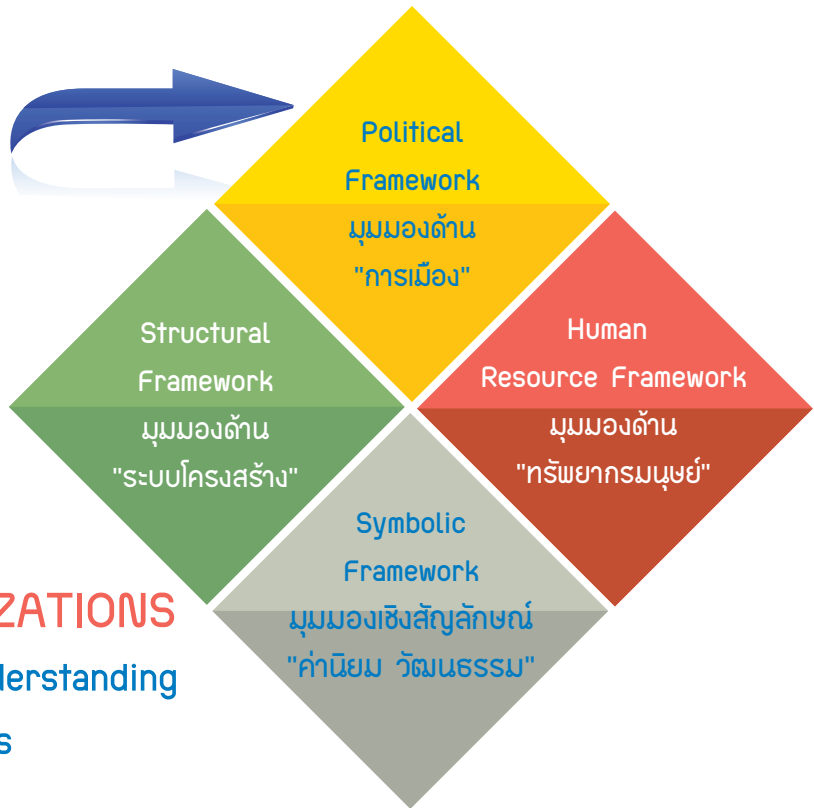 Political
Framework
มุมมองด้าน
"การเมือง"
Structural
Framework
มุมมองด้าน
"ระบบโครงสร้าง"
Human
Resource Framework
มุมมองด้าน
"ทรัพยากรมนุษย์"
Symbolic
Framework
มุมมองเชิงสัญลักษณ์
"ค่านิยม วัฒนธรรม"
ZATIONS
derstanding
s